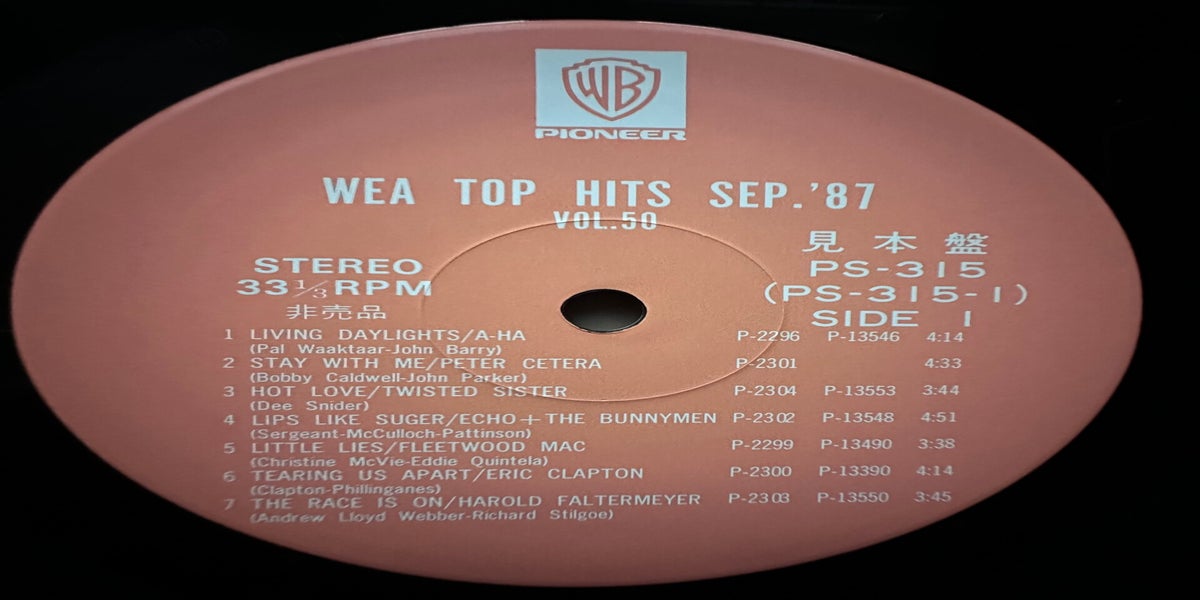 WB
PIONEER
WEA TOP HITS SEP.'87
VOL.50
STEREO
33 1/3 RPM
非売品
見本盤
PS-315
(PS-315-1)
SIDE 1
1 LIVING DAYLIGHTS/A-HA P-2296 P-13546 4:14
(Pal Waaktaar-John Barry)
2 STAY WITH ME/PETER CETERA P-2301 4:33
(Bobby Caldwell-John Parker)
3 HOT LOVE/TWISTED SISTER P-2304 P-13553 3:44
(Dee Snider)
4 LIPS LIKE SUGER/ECHO+THE BUNNYMEN P-2302 P-13548 4:51
(Sergeant-McCulloch-Pattinson)
5 LITTLE LIES/FLEETWOOD MAC P-2299 P-13490 3:38
(Christine McVie-Eddie Quintela)
6 TEARING US APART/ERIC CLAPTON P-2300 P-13390 4:14
(Clapton-Phillinganes)
7 THE RACE IS ON/HAROLD FALTERMEYER P-2303 P-13550 3:45
(Andrew Lloyd Webber-Richard Stilgoe)